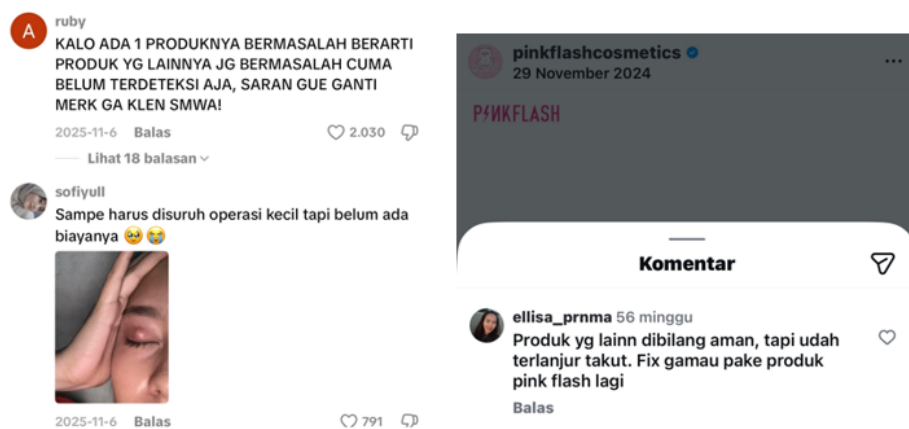 ruby
KALO ADA 1 PRODUKNYA BERMASALAH BERARTI
PRODUK YG LAINNYA JG BERMASALAH CUMA
BELUM TERDETEKSI AJA, SARAN GUE GANTI
MERK GA KLEN SMWA!
2025-11-6 Balas 2.030
Lihat 18 balasan
sofiyull
Sampe harus disuruh operasi kecil tapi belum ada
biayanya 🥹😭
2025-11-6 Balas 791
pinkflashcosmetics
29 November 2024
P⚡NKFLASH
Komentar
ellisa_prnma 56 minggu
Produk yg lainn dibilang aman, tapi udah
terlanjur takut. Fix gamau pake produk
pink flash lagi
Balas
A